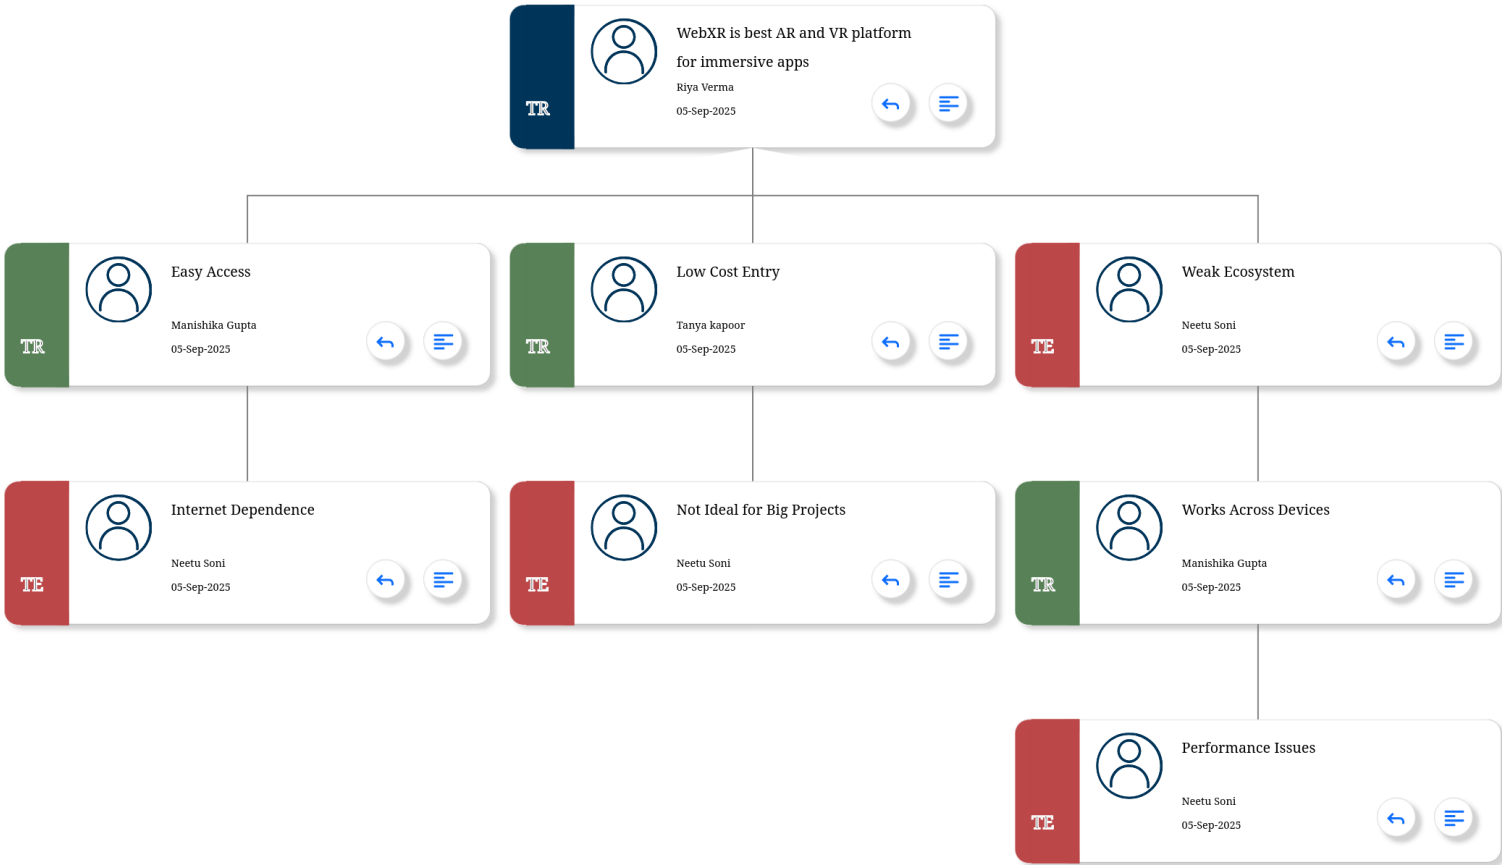 WebXR is best AR and VR platform
for immersive apps
Riya Verma
05-Sep-2025
TR
Easy Access
Manishika Gupta
05-Sep-2025
TR
Low Cost Entry
Tanya kapoor
05-Sep-2025
TR
Weak Ecosystem
Neetu Soni
05-Sep-2025
TE
Internet Dependence
Neetu Soni
05-Sep-2025
TE
Not Ideal for Big Projects
Neetu Soni
05-Sep-2025
TE
Works Across Devices
Manishika Gupta
05-Sep-2025
TR
Performance Issues
Neetu Soni
05-Sep-2025
TE